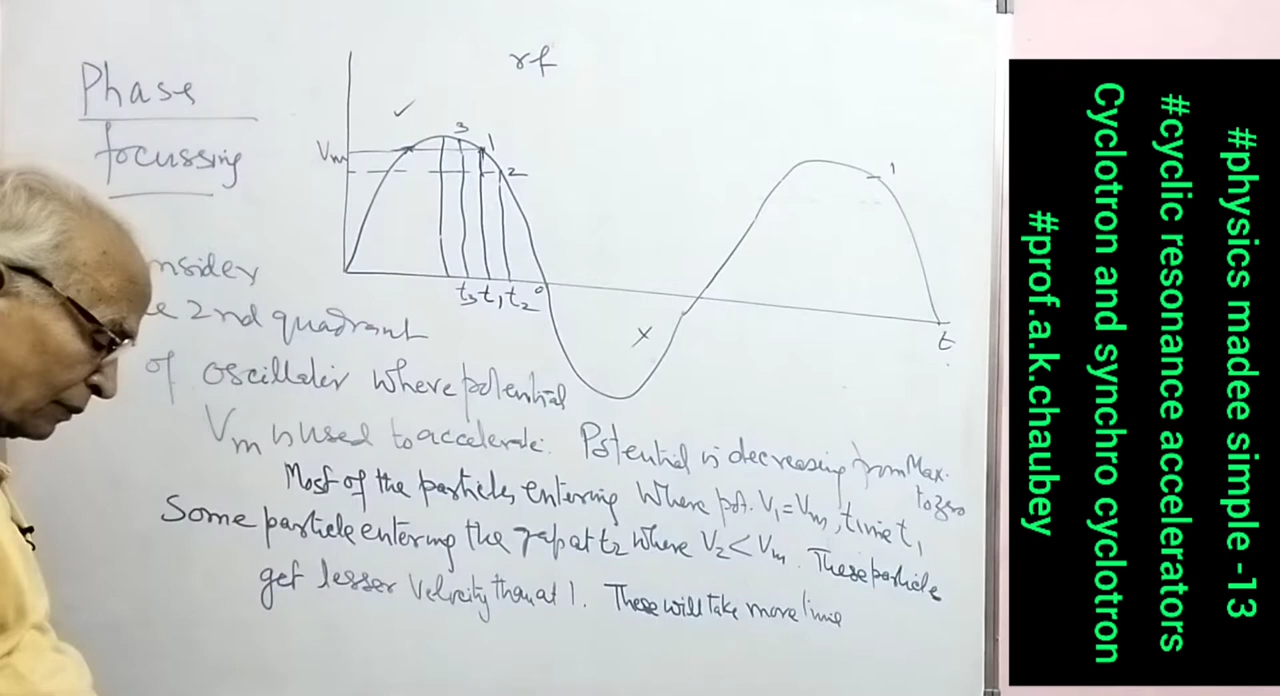 Phase
focussing
rf
✓
Vm
3
1
2
t3 t1 t2
x
1
t
nsider
e 2nd quadrant
of oscillator where potential
Vm is used to accelerate. Potential is decreasing from Max.
to zero
Most of the particles entering where pot. V1 = Vm, time t1
Some particle entering the gap at t2 where V2 < Vm. These particle
get lesser velocity than at 1. These will take more time
#physics madee simple -13
#cyclic resonance accelerators
Cyclotron and synchro cyclotron
#prof.a.k.chaubey